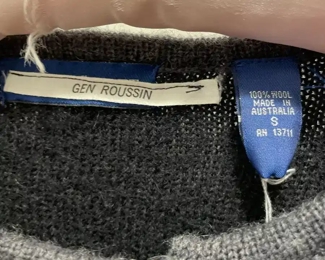 GEN ROUSSIN
100% WOOL
MADE IN
AUSTRALIA
S
RN 13711